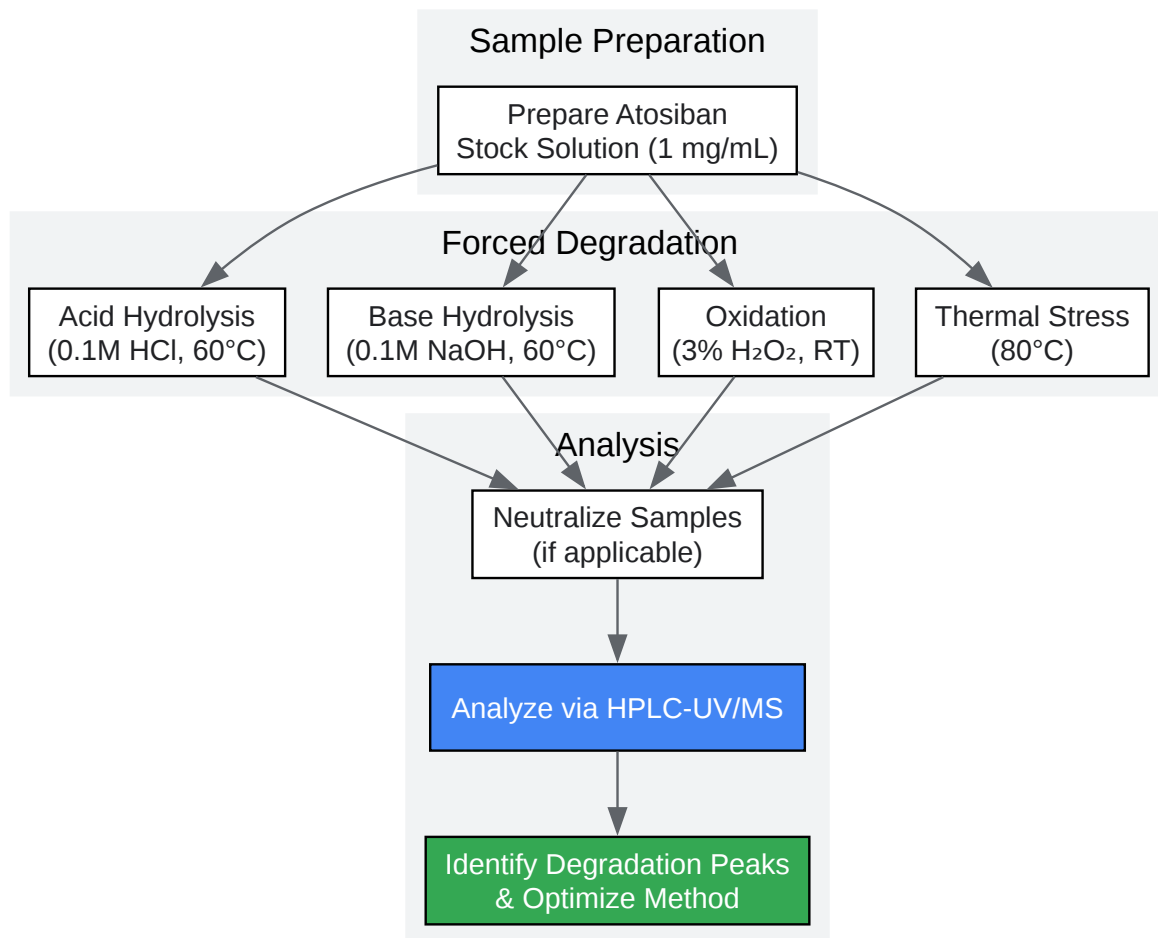 Sample Preparation
Prepare Atosiban
Stock Solution (1 mg/mL)
Forced Degradation
Acid Hydrolysis
(0.1M HCl, 60°C)
Base Hydrolysis
(0.1M NaOH, 60°C)
Oxidation
(3% H₂O₂, RT)
Thermal Stress
(80°C)
Analysis
Neutralize Samples
(if applicable)
Analyze via HPLC-UV/MS
Identify Degradation Peaks
& Optimize Method